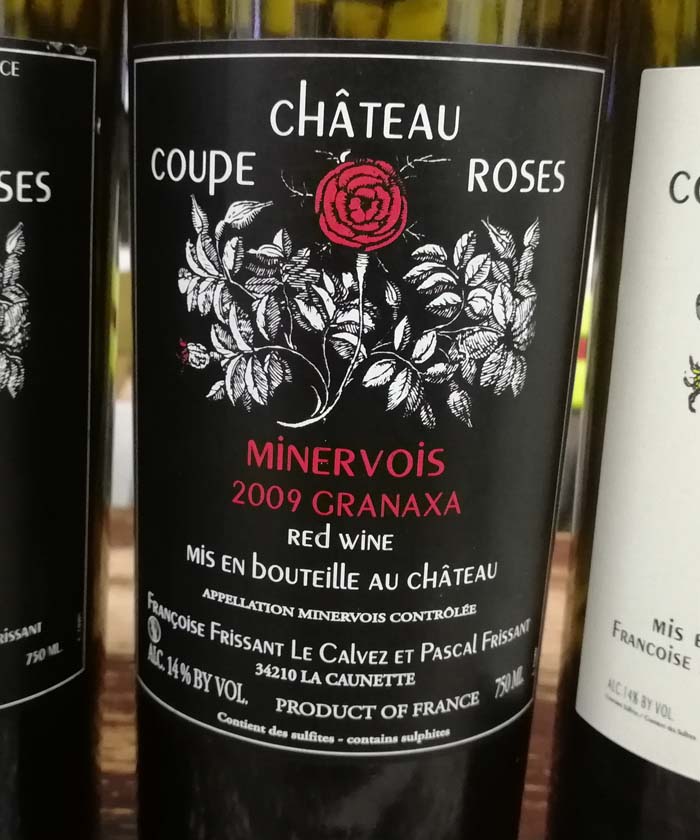 CHÂTEAU
COUPE ROSES
MINERVOIS
2009 GRANAXA
RED WINE
MIS EN BOUTEILLE AU CHÂTEAU
APPELLATION MINERVOIS CONTRÔLÉE
FRANÇOISE FRISSANT LE CALVEZ ET PASCAL FRISSANT
34210 LA CAUNETTE
ALC. 14% BY VOL. PRODUCT OF FRANCE 750 ML
Contient des sulfites - contains sulphites
CE
SES
RISSANT
750 ML
CO
MIS E
FRANCOISE
ALC.14% BY VOL.